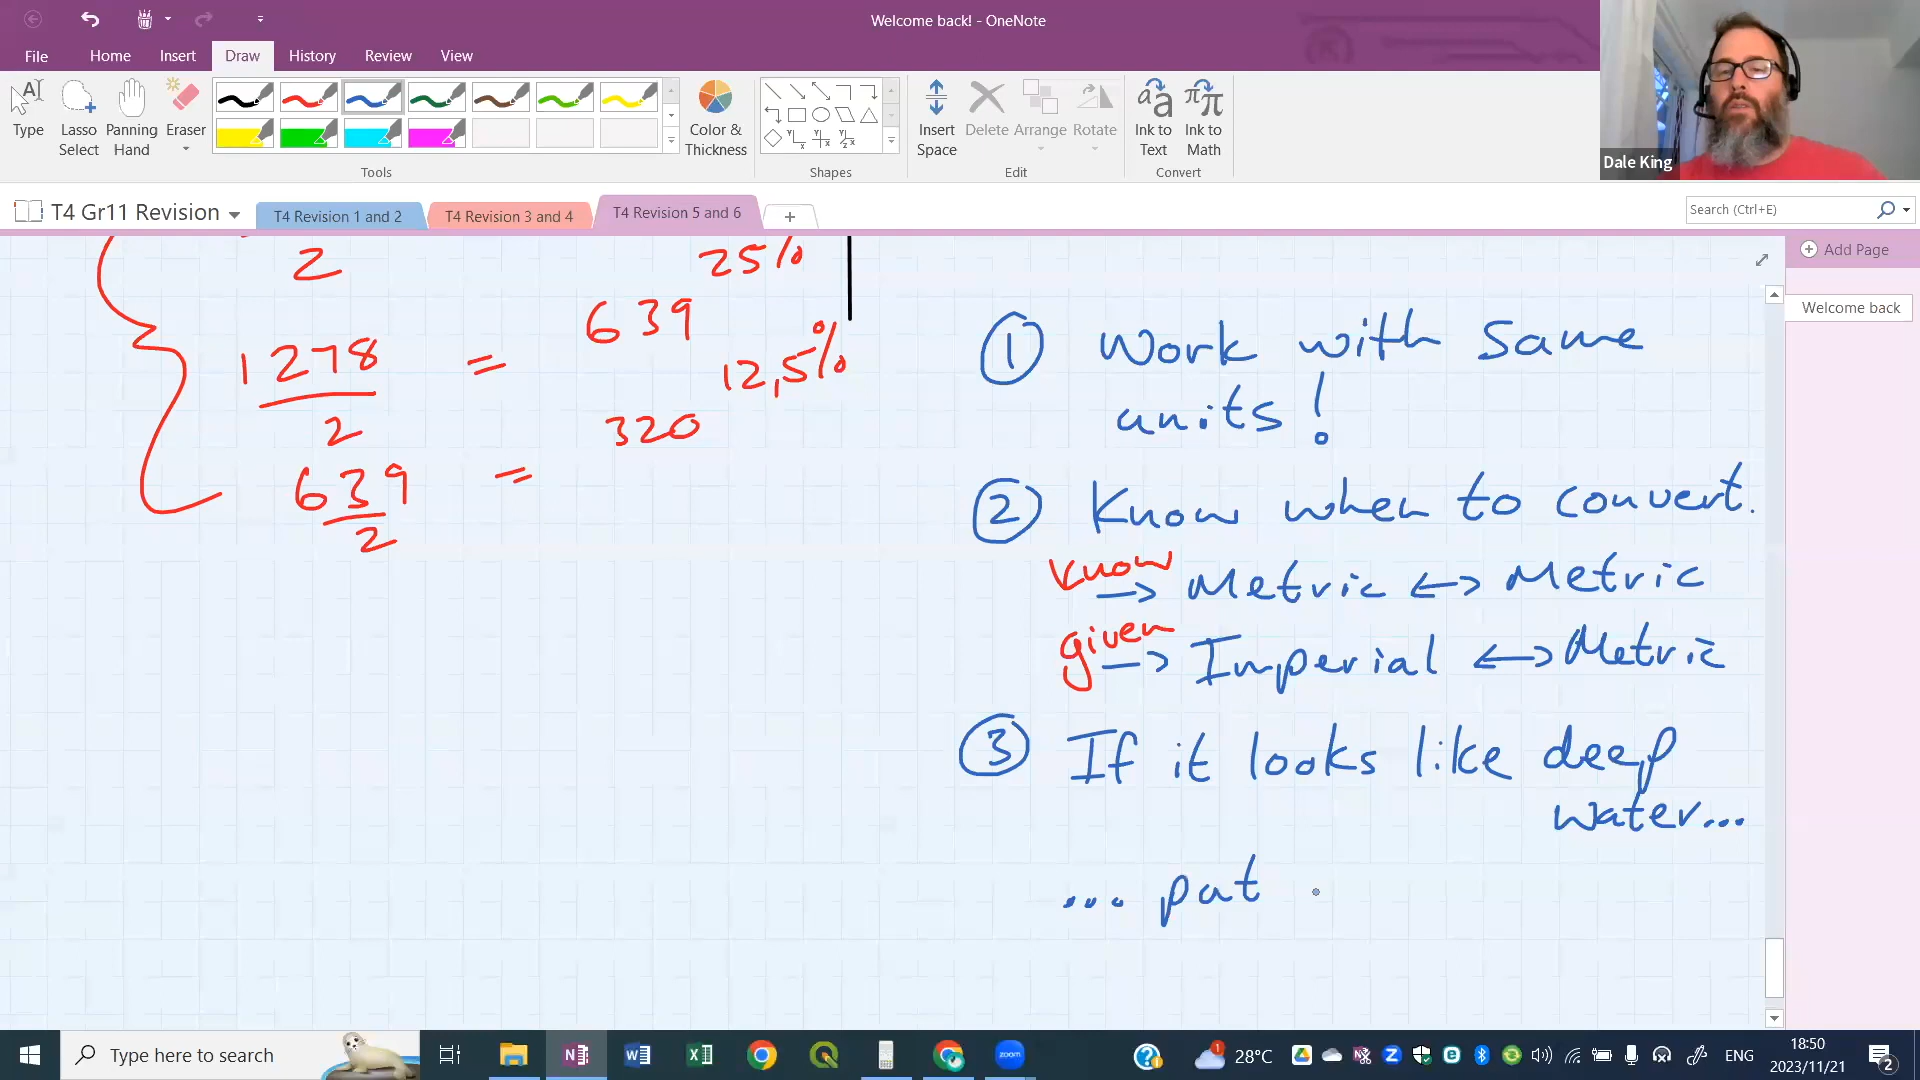 Welcome back! - OneNote
File Home Insert Draw History Review View
Type
Lasso Select
Panning Hand
Eraser
Color & Thickness
Insert Space
Delete
Arrange
Rotate
Ink to Text
Ink to Math
Tools
Shapes
Edit
Convert
Dale King
T4 Gr11 Revision
T4 Revision 1 and 2
T4 Revision 3 and 4
T4 Revision 5 and 6
Search (Ctrl+E)
Add Page
Welcome back
2
25%
1278 = 639
2
12,5%
639 = 320
2
① Work with same
units!
② Know when to convert.
know
→ Metric ↔ Metric
given
→ Imperial ↔ Metric
③ If it looks like deep
water...
... put
Type here to search
28°C
ENG
18:50
2023/11/21
2